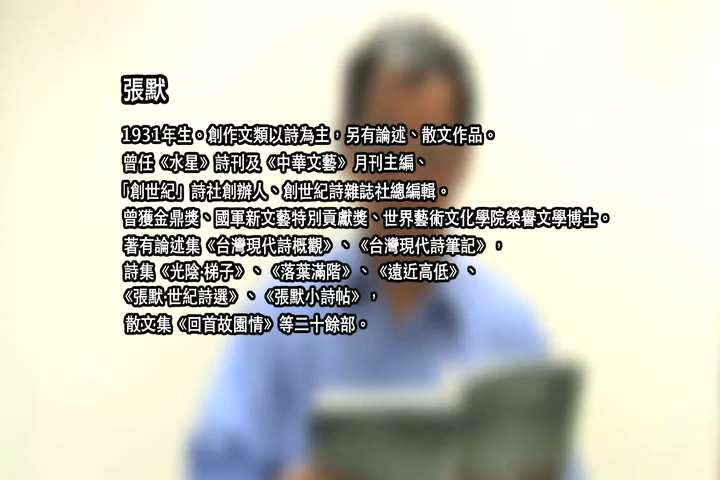 張默
1931年生。創作文類以詩為主，另有論述、散文作品。
曾任《水星》詩刊及《中華文藝》月刊主編、
「創世紀」詩社創辦人、創世紀詩雜誌社總編輯。
曾獲金鼎獎、國軍新文藝特別貢獻獎、世界藝術文化學院榮譽文學博士。
著有論述集《台灣現代詩概觀》、《台灣現代詩筆記》，
詩集《光陰‧梯子》、《落葉滿階》、《遠近高低》、
《張默‧世紀詩選》、《張默小詩帖》，
散文集《回首故園情》等二十餘部。